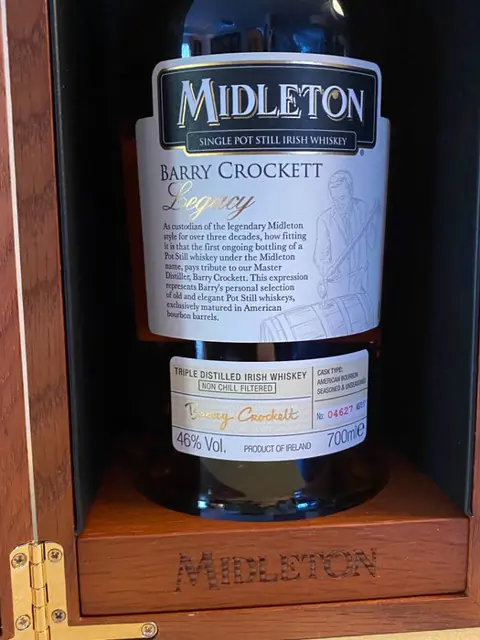 MIDLETON
SINGLE POT STILL IRISH WHISKEY
BARRY CROCKETT
Legacy
As custodian of the legendary Midleton
style for over three decades, how fitting
it is that the first ongoing bottling of a
Pot Still whiskey under the Midleton
name, pays tribute to our Master
Distiller, Barry Crockett. This expression
represents Barry's personal selection
of old and elegant Pot Still whiskeys,
exclusively matured in American
bourbon barrels.
TRIPLE DISTILLED IRISH WHISKEY
NON CHILL FILTERED
Barry Crockett
46% Vol.
PRODUCT OF IRELAND
CASK TYPE:
AMERICAN BOURBON
SEASONED & UNSEASONED
No: 04627
700ml e
MIDLETON